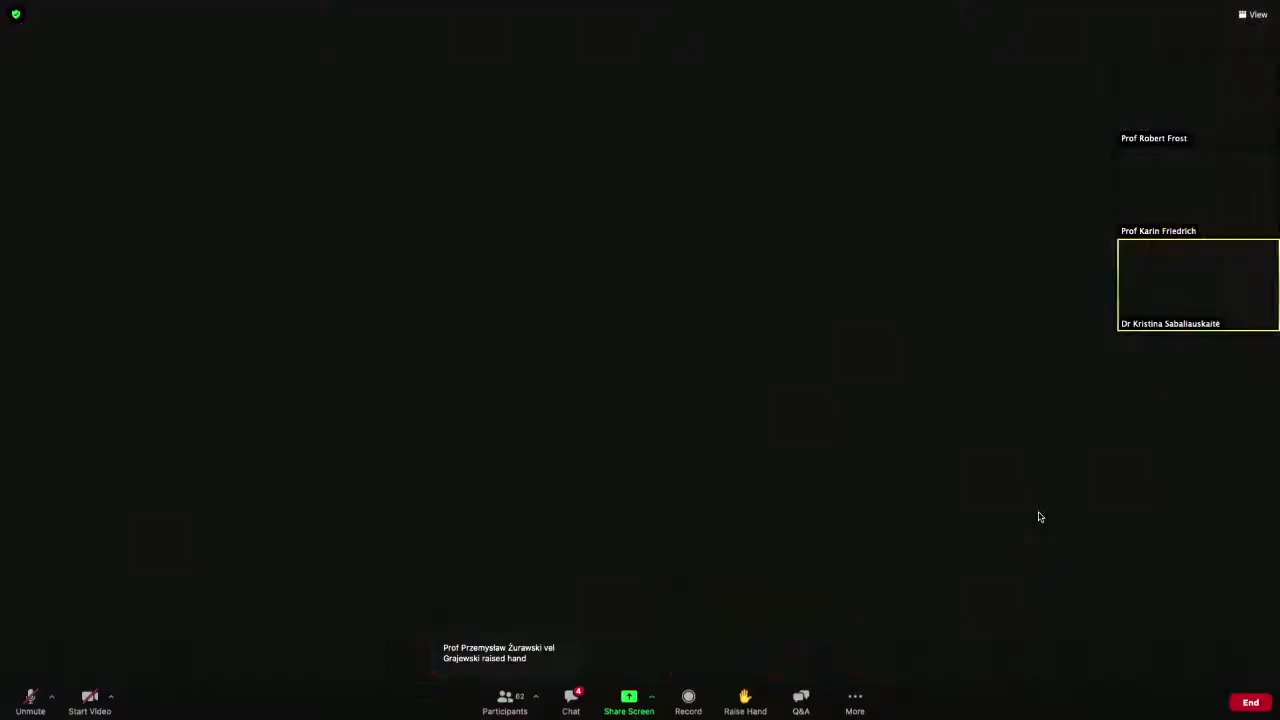 View
Prof Robert Frost
Prof Karin Friedrich
Dr Kristina Sabaliauskaitė
Prof Przemysław Żurawski vel
Grajewski raised hand
62
4
Unmute
Start Video
Participants
Chat
Share Screen
Record
Raise Hand
Q&A
More
End